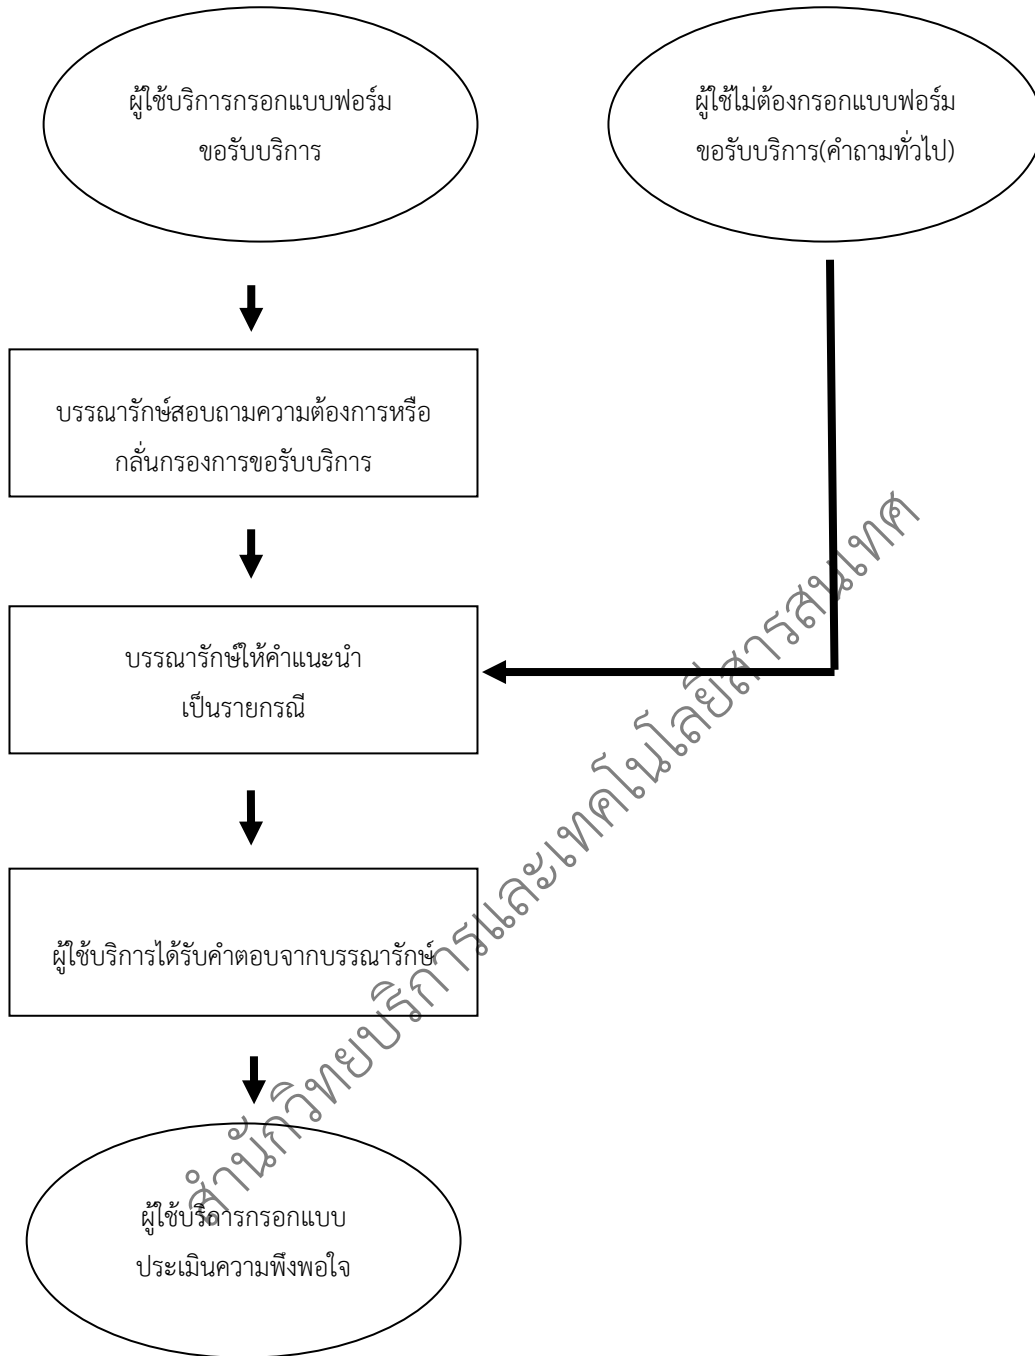 ผู้ใช้บริการกรอกแบบฟอร์ม
ขอรับบริการ
ผู้ใช้ไม่ต้องกรอกแบบฟอร์ม
ขอรับบริการ(คำถามทั่วไป)
บรรณารักษ์สอบถามความต้องการหรือ
กลั่นกรองการขอรับบริการ
บรรณารักษ์ให้คำแนะนำ
เป็นรายกรณี
ผู้ใช้บริการได้รับคำตอบจากบรรณารักษ์
ผู้ใช้บริการกรอกแบบ
ประเมินความพึงพอใจ
สำนักวิทยบริการและเทคโนโลยีสารสนเทศ